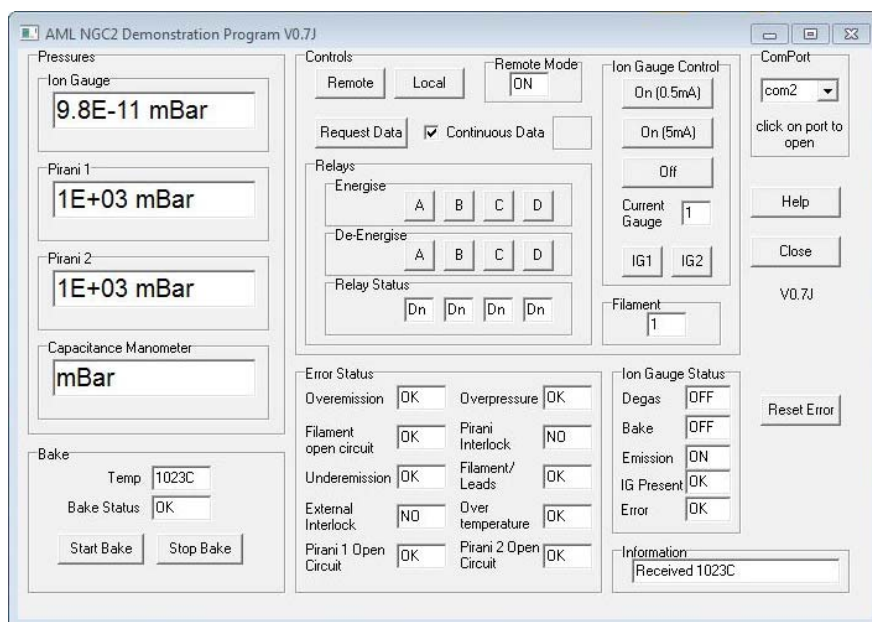 AML NGC2 Demonstration Program V0.7J
Pressures
Ion Gauge
9.8E-11 mBar
Pirani 1
1E+03 mBar
Pirani 2
1E+03 mBar
Capacitance Manometer
mBar
Bake
Temp 1023C
Bake Status OK
Start Bake Stop Bake
Controls
Remote Local
Remote Mode
ON
Request Data Continuous Data
Relays
Energise
A B C D
De-Energise
A B C D
Relay Status
Dn Dn Dn Dn
Ion Gauge Control
On (0.5mA)
On (5mA)
Off
Current
Gauge 1
IG1 IG2
Filament
1
Error Status
Overemission OK Overpressure OK
Filament
open circuit OK
Pirani
Interlock NO
Underemission OK
Filament/
Leads OK
External
Interlock NO
Over
temperature OK
Pirani 1 Open
Circuit OK
Pirani 2 Open
Circuit OK
Ion Gauge Status
Degas OFF
Bake OFF
Emission ON
IG Present OK
Error OK
Information
Received 1023C
ComPort
com2
click on port to
open
Help
Close
V0.7J
Reset Error